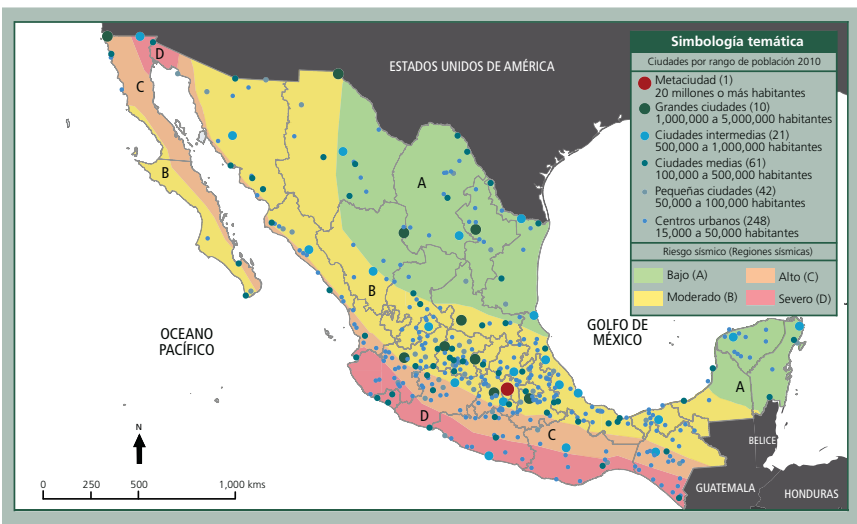 Simbología temática
Ciudades por rango de población 2010
Metaciudad (1)
20 millones o más habitantes
Grandes ciudades (10)
1,000,000 a 5,000,000 habitantes
Ciudades intermedias (21)
500,000 a 1,000,000 habitantes
Ciudades medias (61)
100,000 a 500,000 habitantes
Pequeñas ciudades (42)
50,000 a 100,000 habitantes
Centros urbanos (248)
15,000 a 50,000 habitantes
Riesgo sísmico (Regiones sísmicas)
Bajo (A)
Alto (C)
Moderado (B)
Severo (D)
ESTADOS UNIDOS DE AMÉRICA
D
C
B
A
B
OCEANO
PACÍFICO
GOLFO DE
MÉXICO
A
D
C
BELICE
GUATEMALA
HONDURAS
N
0 250 500 1,000 kms